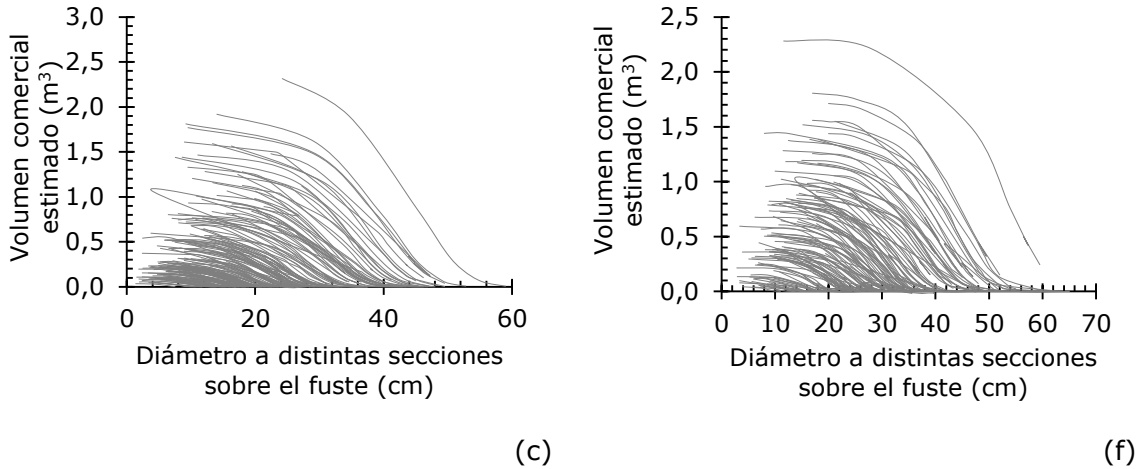 3,0
2,5
2,0
1,5
1,0
0,5
0,0
0 20 40 60
Volumen comercial
estimado (m³)
Diámetro a distintas secciones
sobre el fuste (cm)
(c)
2,5
2,0
1,5
1,0
0,5
0,0
0 10 20 30 40 50 60 70
Volumen comercial
estimado (m³)
Diámetro a distintas secciones
sobre el fuste (cm)
(f)